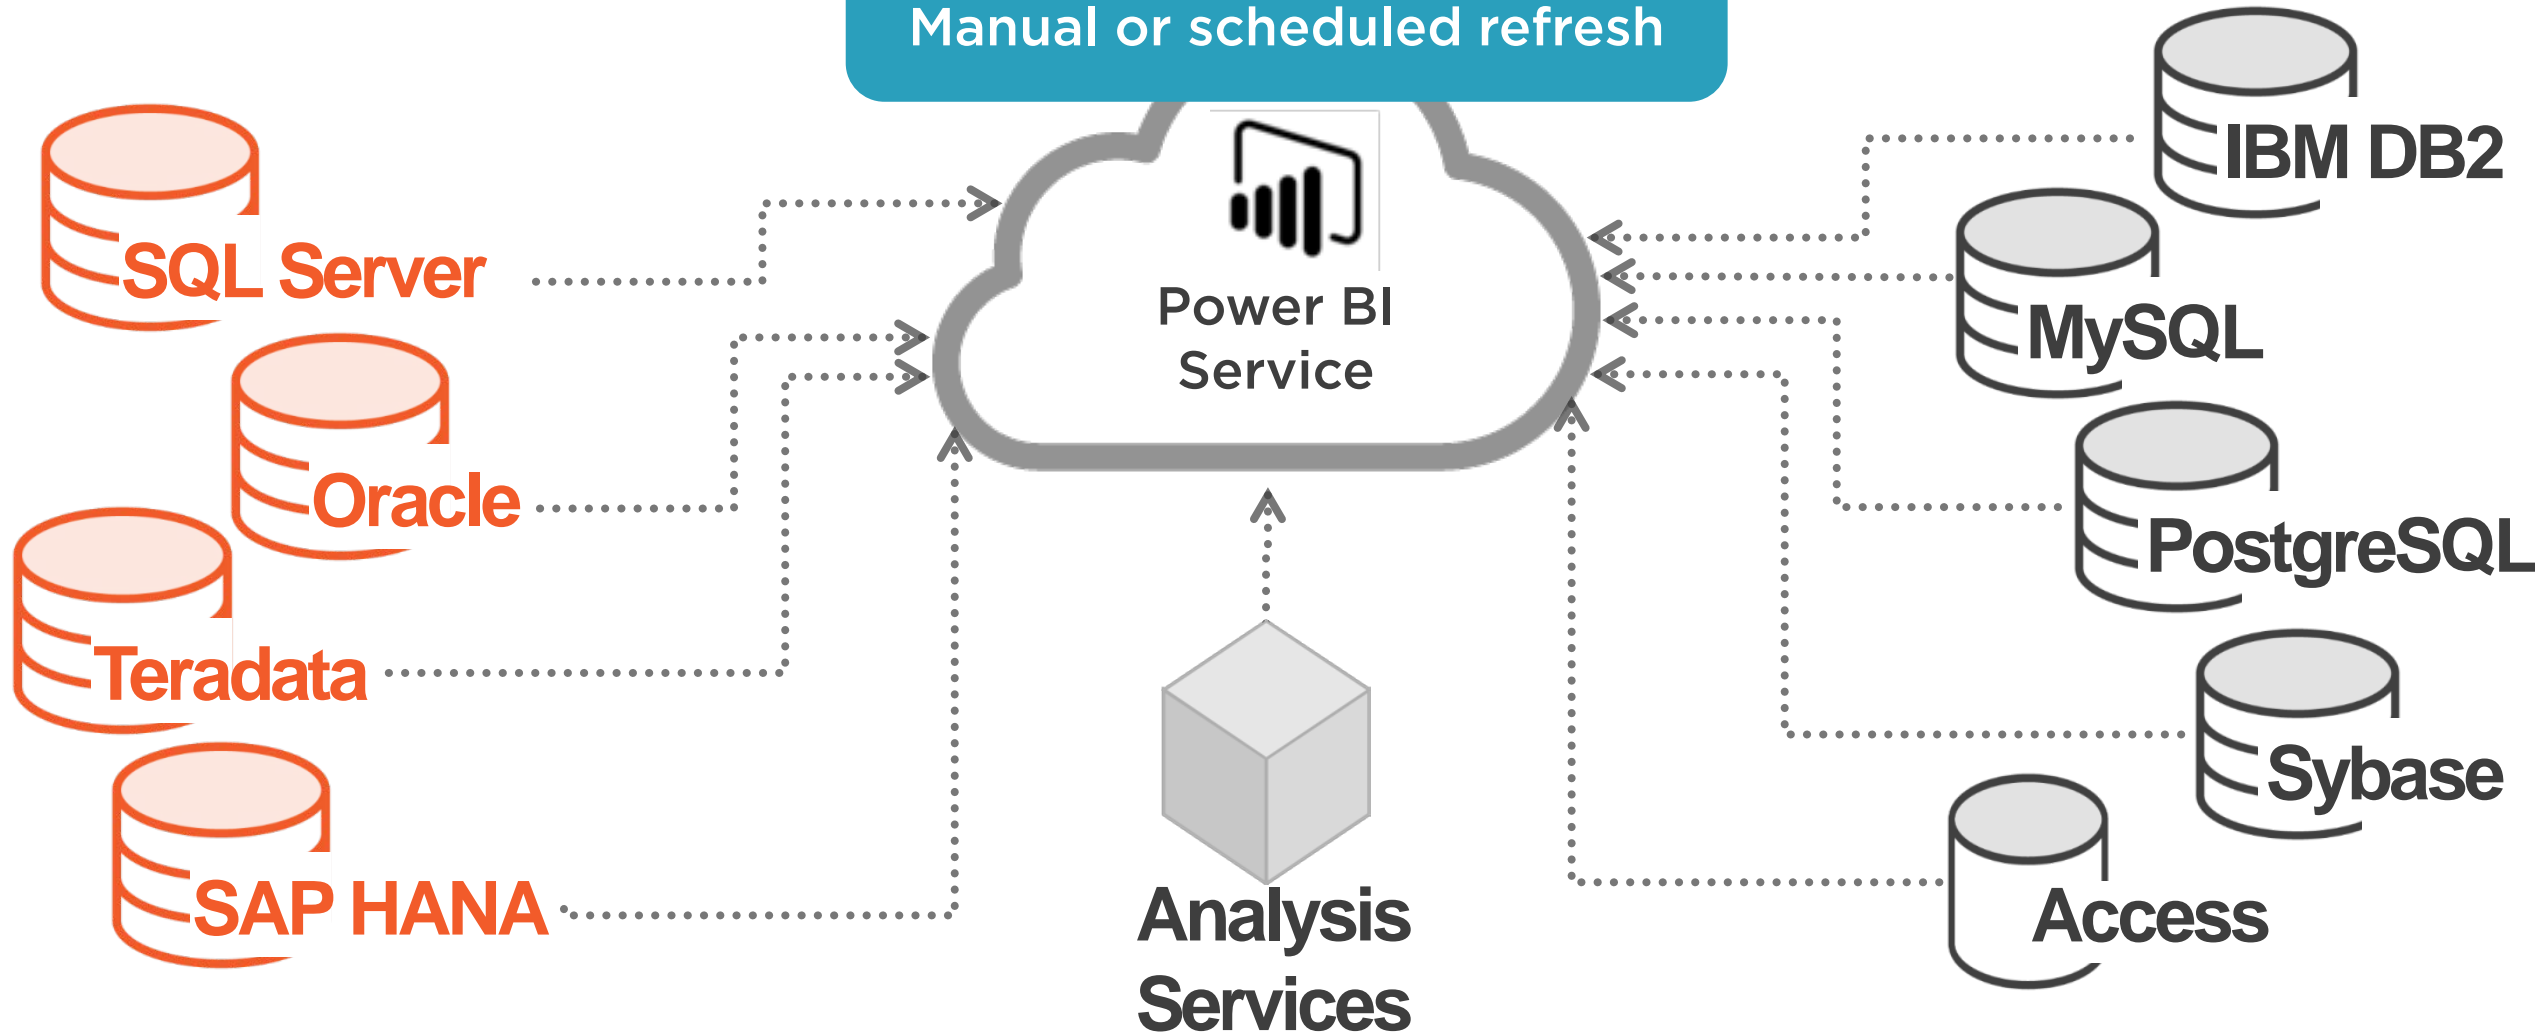 Manual or scheduled refresh
Power BI
Service
SQL Server
Oracle
Teradata
SAP HANA
Analysis
Services
IBM DB2
MySQL
PostgreSQL
Sybase
Access